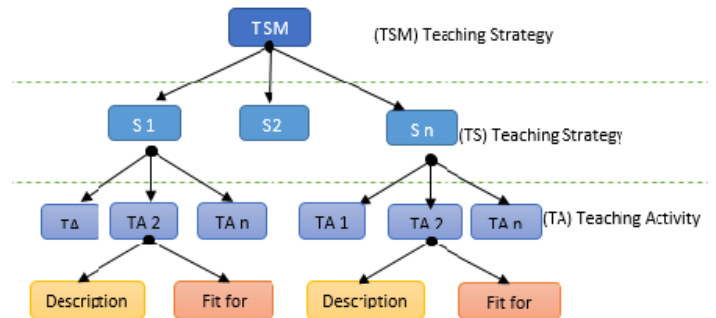 TSM
(TSM) Teaching Strategy
S 1
S2
S n
(TS) Teaching Strategy
TA
TA 2
TA n
TA 1
TA 2
TA n
(TA) Teaching Activity
Description
Fit for
Description
Fit for